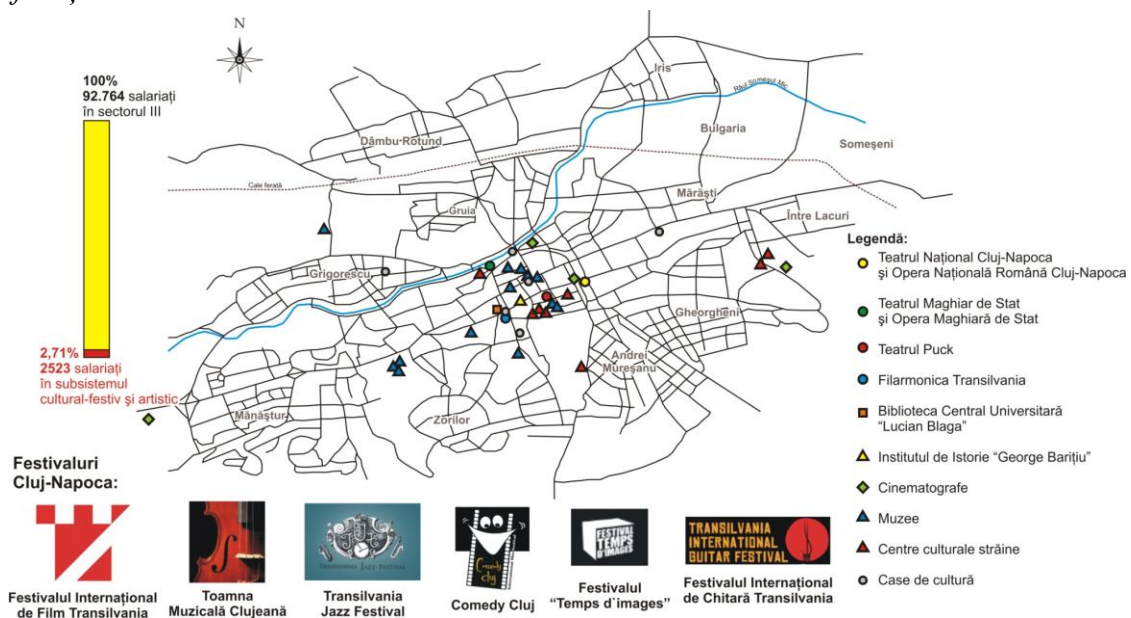 N
100%
92.764 salariați
în sectorul III
2,71%
2523 salariați
în subsistemul
cultural-festiv și artistic
Iris
Râul Someșul Mic
Bulgaria
Someșeni
Dâmbu-Rotund
Cale ferată
Mărăști
Gruia
Între Lacuri
Grigorescu
Gheorgheni
Andrei
Mureșanu
Mănăștur
Zorilor
Legendă:
Teatrul Național Cluj-Napoca
și Opera Națională Română Cluj-Napoca
Teatrul Maghiar de Stat
și Opera Maghiară de Stat
Teatrul Puck
Filarmonica Transilvania
Biblioteca Central Universitară
“Lucian Blaga”
Institutul de Istorie “George Barițiu”
Cinematografe
Muzee
Centre culturale străine
Case de cultură
Festivaluri
Cluj-Napoca:
Festivalul Internațional
de Film Transilvania
Toamna
Muzicală Clujeană
TRANSILVANIA JAZZ FESTIVAL
Transilvania
Jazz Festival
Comedy
cluj
Comedy Cluj
FESTIVAL
TEMPS
D'IMAGES
Festivalul
“Temps d`images”
TRANSILVANIA
INTERNATIONAL
GUITAR FESTIVAL
Festivalul Internațional
de Chitară Transilvania